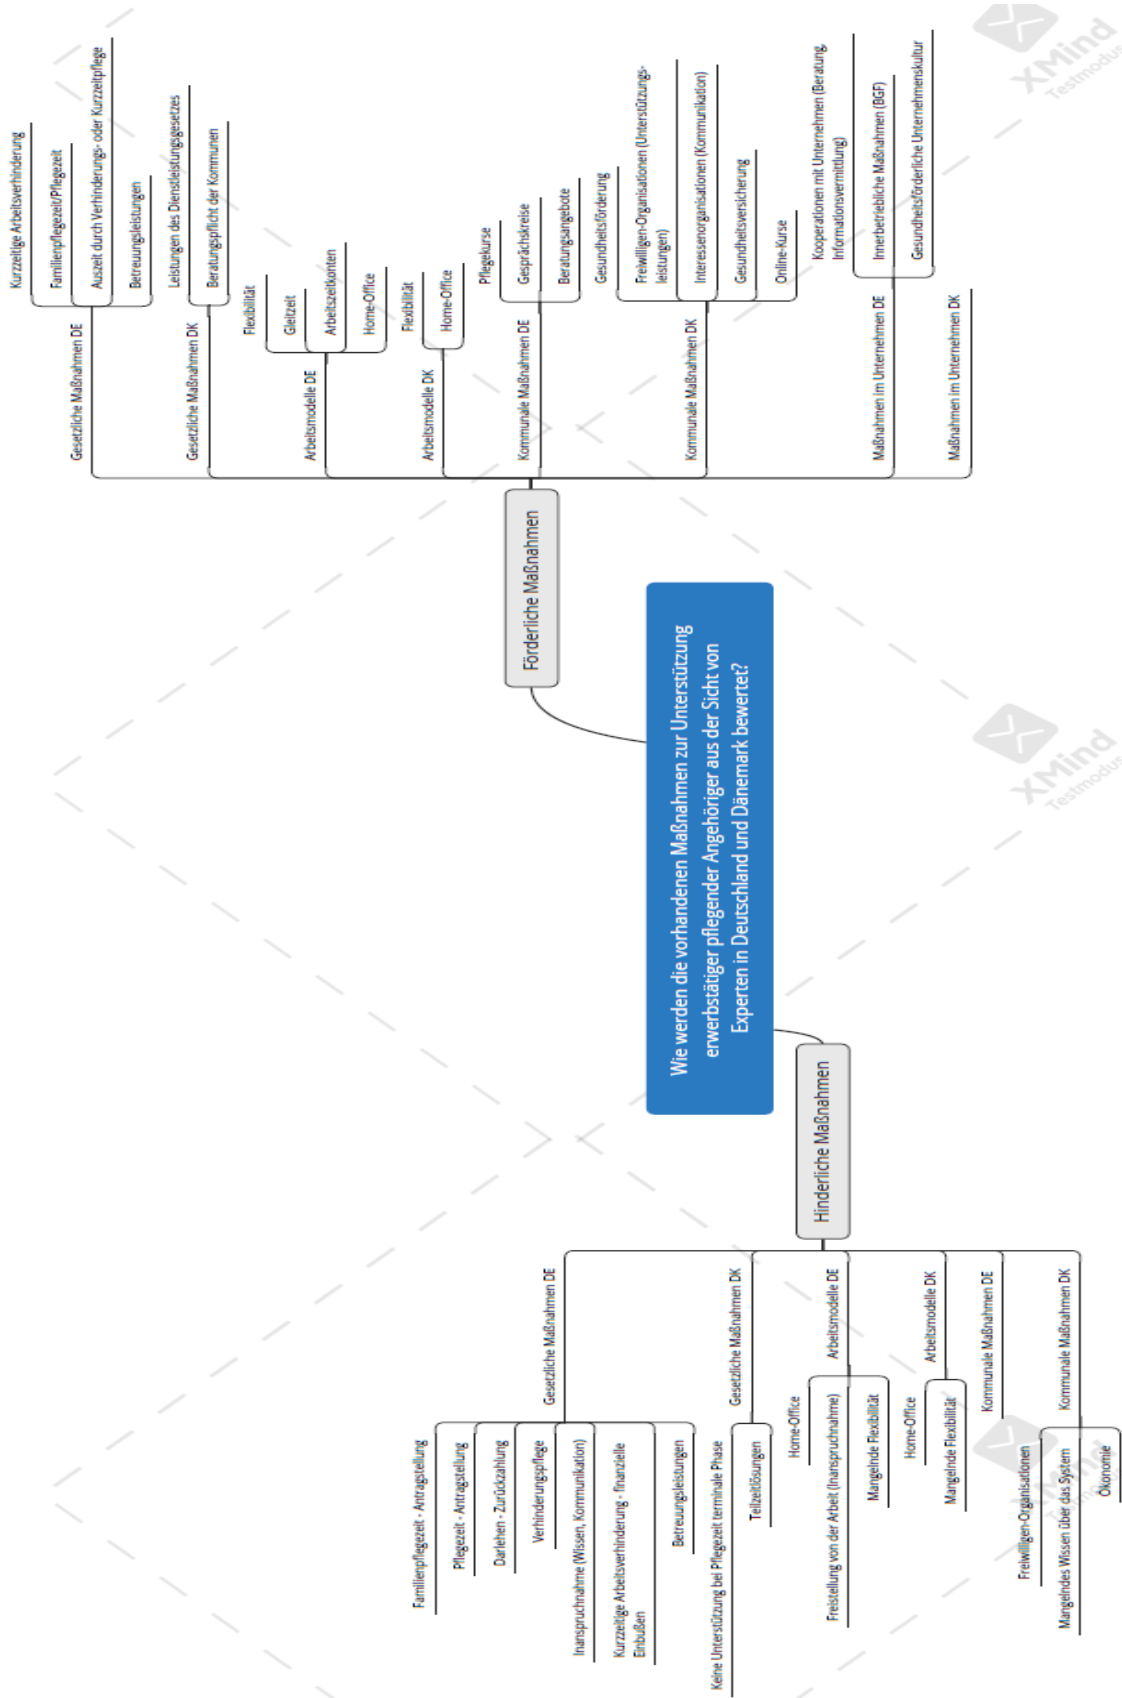 Wie werden die vorhandenen Maßnahmen zur Unterstützung
erwerbstätiger pflegender Angehöriger aus der Sicht von
Experten in Deutschland und Dänemark bewertet?
Förderliche Maßnahmen
Gesetzliche Maßnahmen DE
Kurzzeitige Arbeitsverhinderung
Familienpflegezeit/Pflegezeit
Auszeit durch Verhinderungs- oder Kurzzeitpflege
Betreuungsleistungen
Gesetzliche Maßnahmen DK
Leistungen des Dienstleistungsgesetzes
Beratungspflicht der Kommunen
Arbeitsmodelle DE
Flexibilität
Gleitzeit
Arbeitszeitkonten
Home-Office
Arbeitsmodelle DK
Flexibilität
Home-Office
Kommunale Maßnahmen DE
Pflegekurse
Gesprächskreise
Beratungsangebote
Kommunale Maßnahmen DK
Gesundheitsförderung
Freiwilligen-Organisationen (Unterstützungs-
leistungen)
Interessenorganisationen (Kommunikation)
Gesundheitsversicherung
Online-Kurse
Maßnahmen im Unternehmen DE
Kooperationen mit Unternehmen (Beratung,
Informationsvermittlung)
Innerbetriebliche Maßnahmen (BGF)
Gesundheitsförderliche Unternehmenskultur
Maßnahmen im Unternehmen DK
Hinderliche Maßnahmen
Gesetzliche Maßnahmen DE
Familienpflegezeit - Antragstellung
Pflegezeit - Antragstellung
Darlehen - Zurückzahlung
Verhinderungspflege
Inanspruchnahme (Wissen, Kommunikation)
Kurzzeitige Arbeitsverhinderung - finanzielle
Einbußen
Betreuungsleistungen
Gesetzliche Maßnahmen DK
Keine Unterstützung bei Pflegezeit terminale Phase
Teilzeitlösungen
Arbeitsmodelle DE
Home-Office
Freistellung von der Arbeit (Inanspruchnahme)
Mangelnde Flexibilität
Arbeitsmodelle DK
Home-Office
Mangelnde Flexibilität
Kommunale Maßnahmen DE
Kommunale Maßnahmen DK
Freiwilligen-Organisationen
Mangelndes Wissen über das System
Ökonomie
XMind
Testmodus
XMind
Testmodus